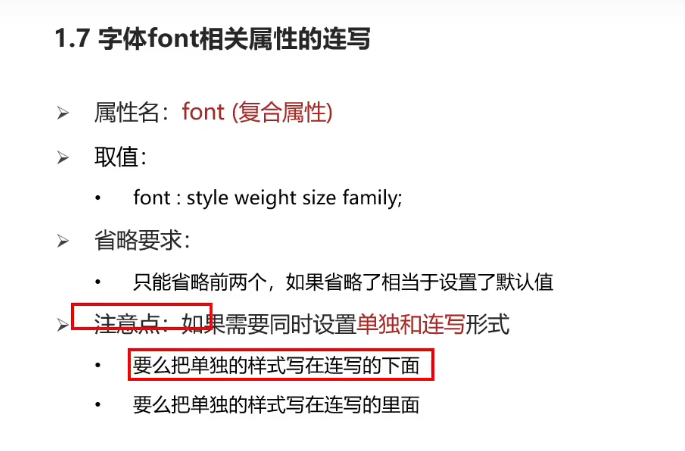 1.7 字体font相关属性的连写
属性名：font (复合属性)
取值：
font : style weight size family;
省略要求：
只能省略前两个，如果省略了相当于设置了默认值
注意点：如果需要同时设置单独和连写形式
要么把单独的样式写在连写的下面
要么把单独的样式写在连写的里面